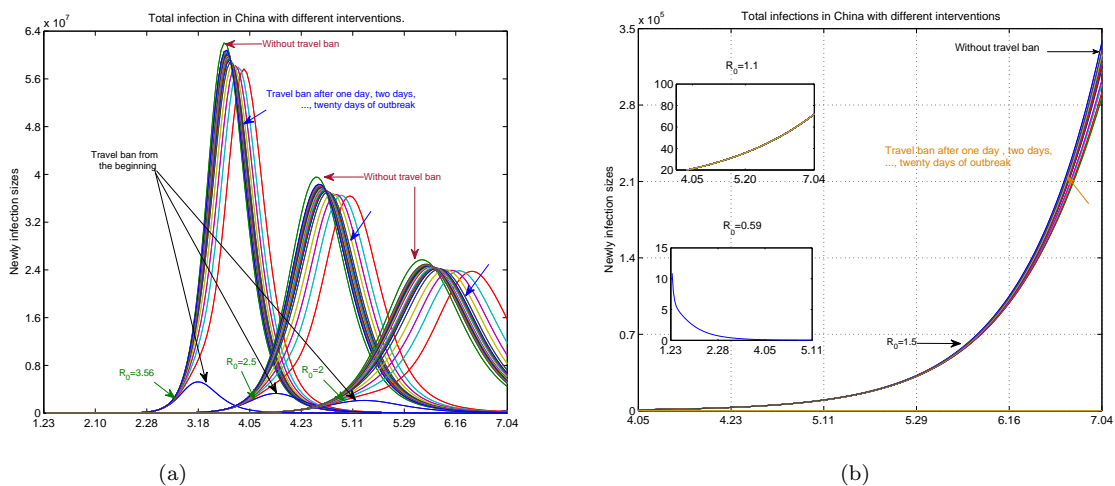 Total infection in China with different interventions.
x 10^7
6.4
5.6
4.8
4
3.2
2.4
1.6
0.8
0
Newly infection sizes
Without travel ban
Travel ban after one day, two days,
..., twenty days of outbreak
Travel ban from
the beginning
Without travel ban
R_0=3.56
R_0=2.5
R_0=2
1.23 2.10 2.28 3.18 4.05 4.23 5.11 5.29 6.16 7.04
(a)
Total infections in China with different interventions
x 10^5
3.5
2.8
2.1
1.4
0.7
0
Newly infection sizes
Without travel ban
R_0=1.1
100
80
60
40
20
4.05 5.20 7.04
Travel ban after one day , two days,
..., twenty days of outbreak
R_0=0.59
15
10
5
0
1.23 2.28 4.05 5.11
R_0=1.5
4.05 4.23 5.11 5.29 6.16 7.04
(b)